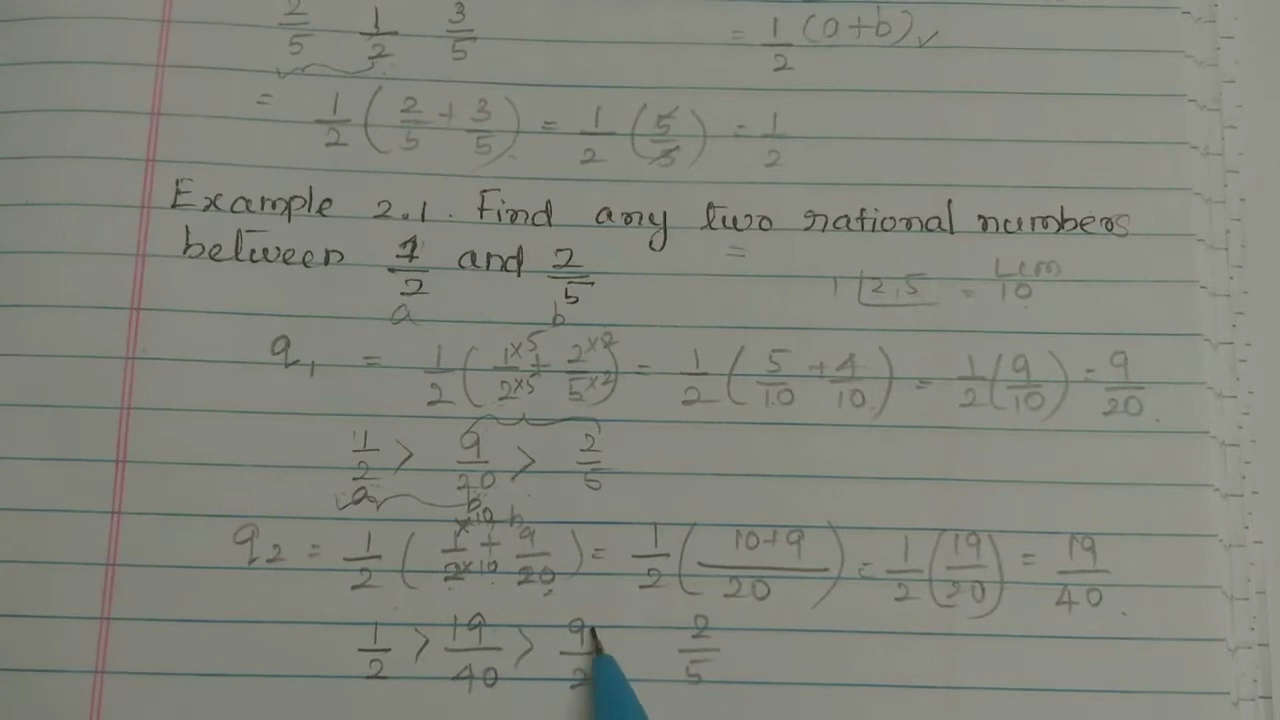 2/5 1/2 3/5 = 1/2 (a+b) ✓
= 1/2 ( 2/5 + 3/5 ) = 1/2 ( 5/5 ) = 1/2
Example 2.1. Find any two rational numbers
between 1/2 and 2/5 =
a b 1 | 2,5 = Lcm 10
q1 = 1/2 ( 1×5/2×5 + 2×2/5×2 ) = 1/2 ( 5/10 + 4/10 ) = 1/2 ( 9/10 ) = 9/20
1/2 > 9/20 > 2/5
a b
q2 = 1/2 ( 1×10/2×10 + 9/20 ) = 1/2 ( 10+9/20 ) = 1/2 ( 19/20 ) = 19/40
1/2 > 19/40 > 9/2 2/5